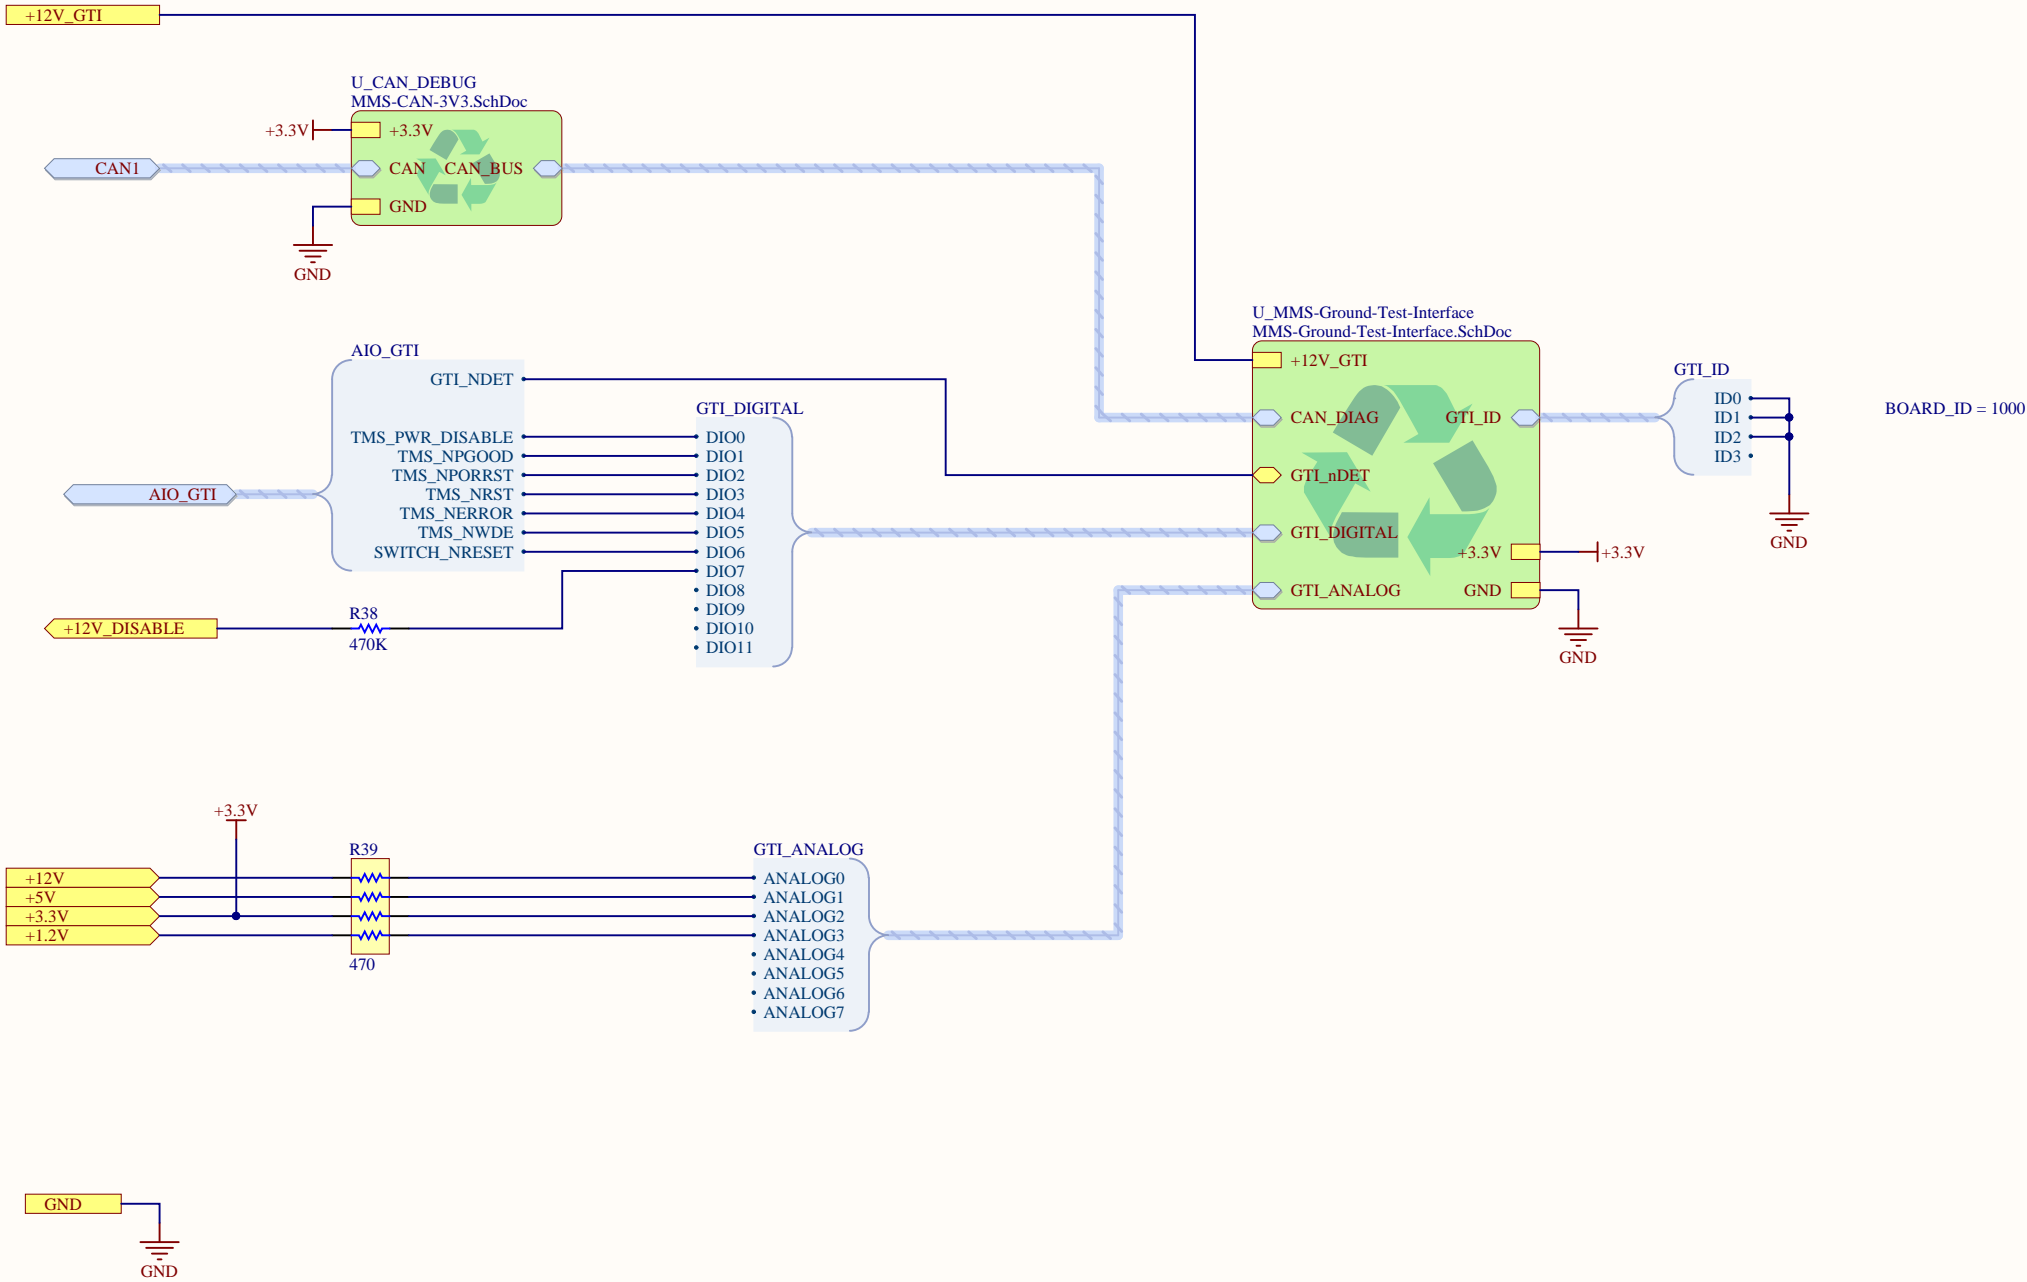 +12V_GTI
U_CAN_DEBUG
MMS-CAN-3V3.SchDoc
+3.3V
+3.3V
CAN1
CAN
CAN_BUS
GND
GND
U_MMS-Ground-Test-Interface
MMS-Ground-Test-Interface.SchDoc
+12V_GTI
CAN_DIAG
GTI_ID
GTI_nDET
GTI_DIGITAL
+3.3V
+3.3V
GTI_ANALOG
GND
GND
GTI_ID
ID0
ID1
ID2
ID3
GND
BOARD_ID = 1000
AIO_GTI
GTI_NDET
TMS_PWR_DISABLE
TMS_NPGOOD
TMS_NPORRST
TMS_NRST
TMS_NERROR
TMS_NWDE
SWITCH_NRESET
AIO_GTI
GTI_DIGITAL
DIO0
DIO1
DIO2
DIO3
DIO4
DIO5
DIO6
DIO7
DIO8
DIO9
DIO10
DIO11
+12V_DISABLE
R38
470K
+3.3V
+12V
+5V
+3.3V
+1.2V
R39
470
GTI_ANALOG
ANALOG0
ANALOG1
ANALOG2
ANALOG3
ANALOG4
ANALOG5
ANALOG6
ANALOG7
GND
GND